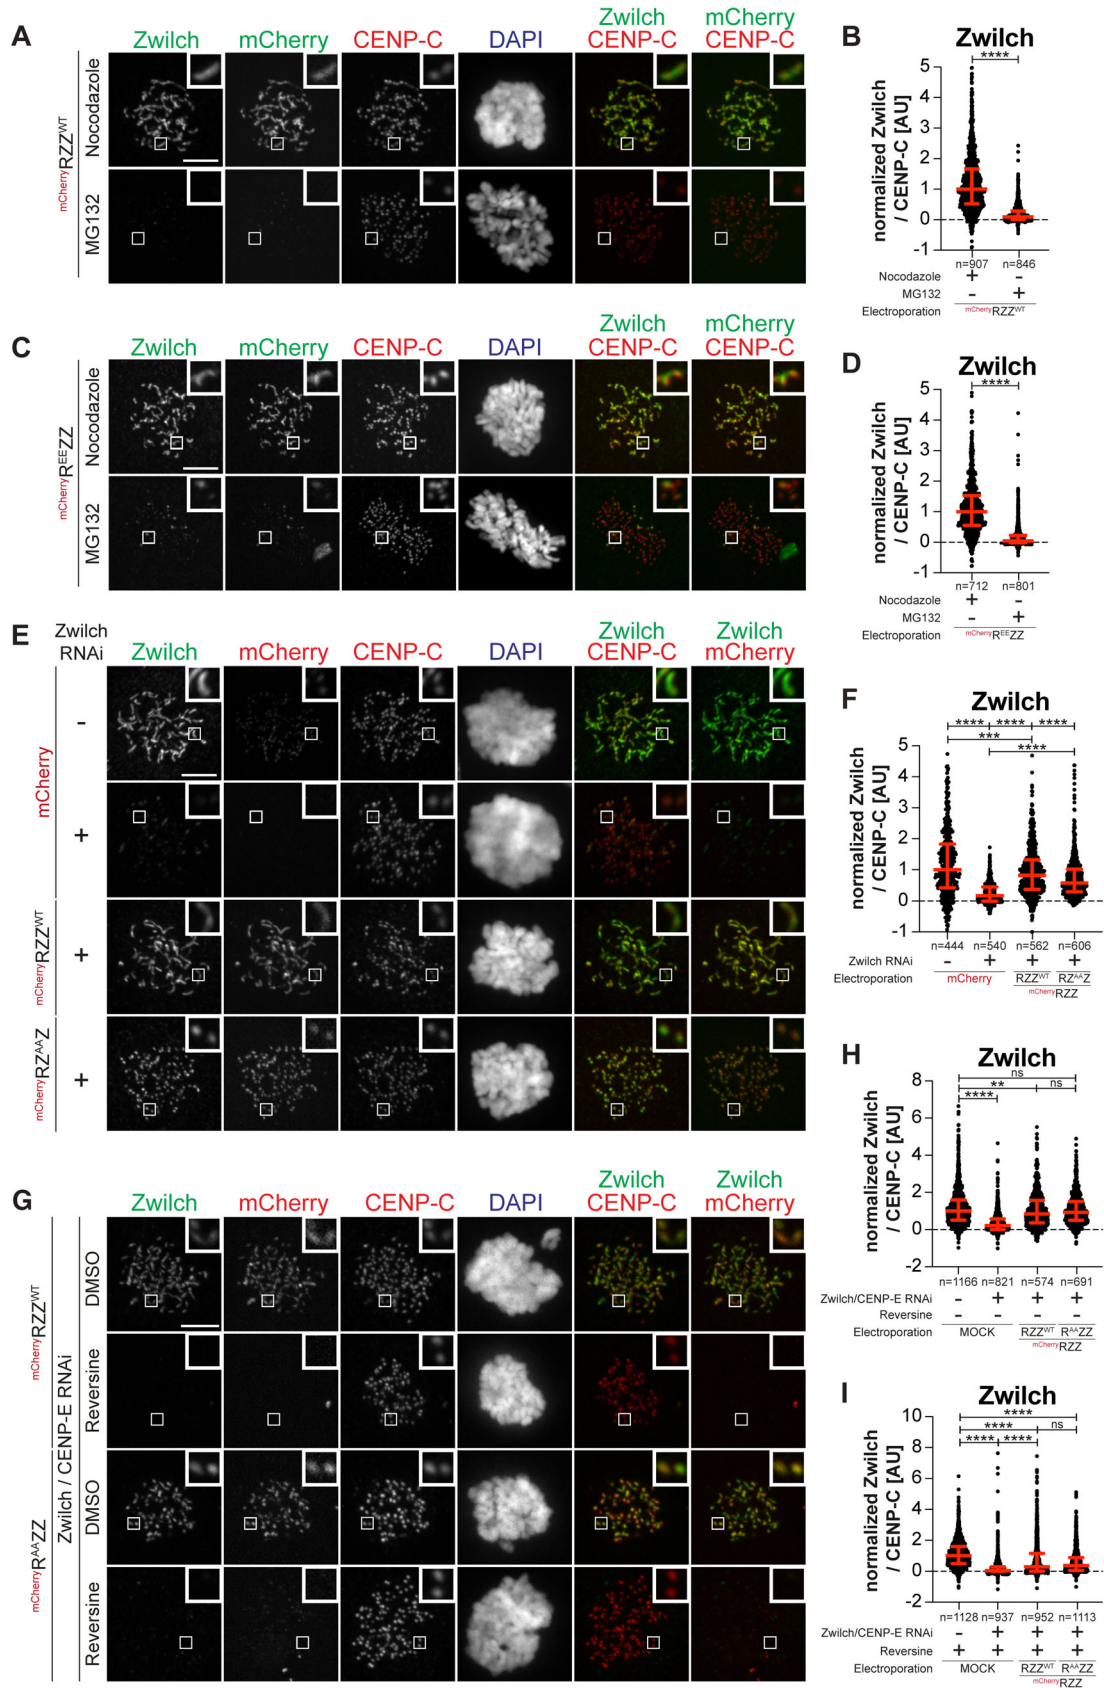 A
Zwilch mCherry CENP-C DAPI Zwilch CENP-C mCherry CENP-C
mCherryRZZWT
Nocodazole
MG132
B
Zwilch
****
normalized Zwilch / CENP-C [AU]
5
4
3
2
1
0
-1
n=907 n=846
Nocodazole + -
MG132 - +
Electroporation mCherryRZZWT
C
Zwilch mCherry CENP-C DAPI Zwilch CENP-C mCherry CENP-C
mCherryREEZZ
Nocodazole
MG132
D
Zwilch
****
normalized Zwilch / CENP-C [AU]
5
4
3
2
1
0
-1
n=712 n=801
Nocodazole + -
MG132 - +
Electroporation mCherryREEZZ
E
Zwilch RNAi
Zwilch mCherry CENP-C DAPI Zwilch CENP-C Zwilch mCherry
mCherry
-
+
mCherryRZZWT
+
mCherryRZAAZ
+
F
Zwilch
**** **** ****
***
****
normalized Zwilch / CENP-C [AU]
5
4
3
2
1
0
-1
n=444 n=540 n=562 n=606
Zwilch RNAi - + + +
Electroporation mCherry RZZWT RZAAZ
mCherryRZZ
G
Zwilch mCherry CENP-C DAPI Zwilch CENP-C Zwilch mCherry
mCherryRZZWT
mCherryRAAZZ
Zwilch / CENP-E RNAi
DMSO
Reversine
DMSO
Reversine
H
Zwilch
ns
** ns
****
normalized Zwilch / CENP-C [AU]
8
6
4
2
0
-2
n=1166 n=821 n=574 n=691
Zwilch/CENP-E RNAi - + + +
Reversine - - - -
Electroporation MOCK RZZWT RAAZZ
mCherryRZZ
I
Zwilch
****
**** ns
**** ****
normalized Zwilch / CENP-C [AU]
10
8
6
4
2
0
-2
n=1128 n=937 n=952 n=1113
Zwilch/CENP-E RNAi - + + +
Reversine + + + +
Electroporation MOCK RZZWT RAAZZ
mCherryRZZ